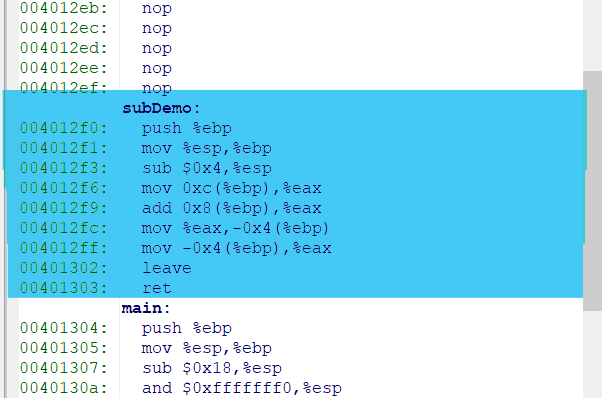 004012eb: nop
004012ec: nop
004012ed: nop
004012ee: nop
004012ef: nop
subDemo:
004012f0: push %ebp
004012f1: mov %esp,%ebp
004012f3: sub $0x4,%esp
004012f6: mov 0xc(%ebp),%eax
004012f9: add 0x8(%ebp),%eax
004012fc: mov %eax,-0x4(%ebp)
004012ff: mov -0x4(%ebp),%eax
00401302: leave
00401303: ret
main:
00401304: push %ebp
00401305: mov %esp,%ebp
00401307: sub $0x18,%esp
0040130a: and $0xfffffff0,%esp